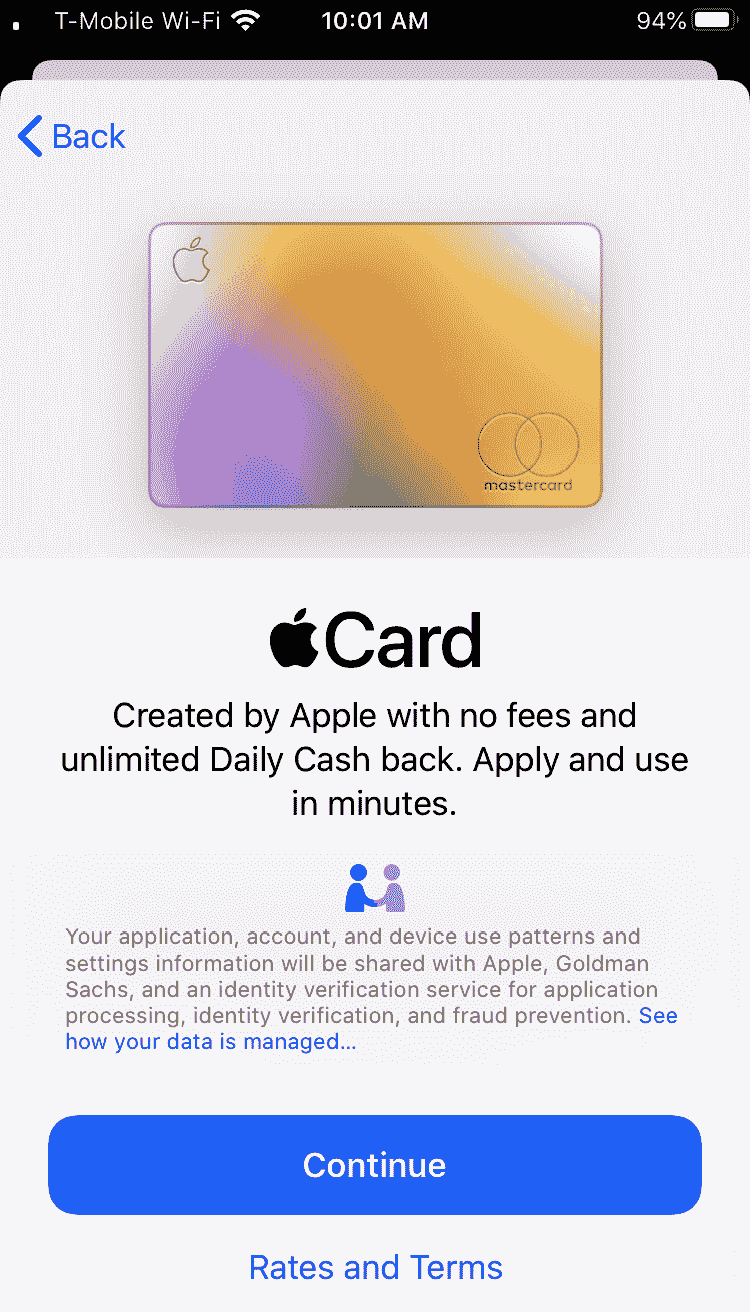 T-Mobile Wi-Fi 10:01 AM 94%
Back
mastercard
Card
Created by Apple with no fees and
unlimited Daily Cash back. Apply and use
in minutes.
Your application, account, and device use patterns and
settings information will be shared with Apple, Goldman
Sachs, and an identity verification service for application
processing, identity verification, and fraud prevention. See
how your data is managed...
Continue
Rates and Terms